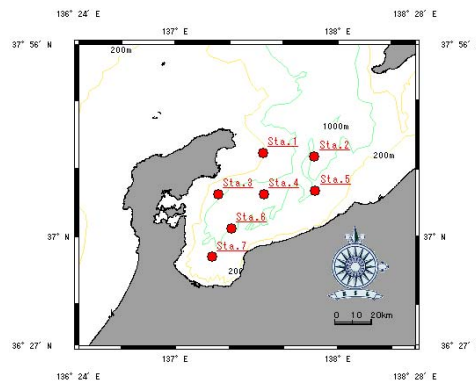 136° 24′ E
137° E
138° E
138° 28′ E
37° 56′ N
37° 56′ N
200m
1000m
200m
Sta.1
Sta.2
Sta.3
Sta.4
Sta.5
Sta.6
Sta.7
37° N
37° N
200
0 10 20km
36° 27′ N
36° 27′ N
136° 24′ E
137° E
138° E
138° 28′ E